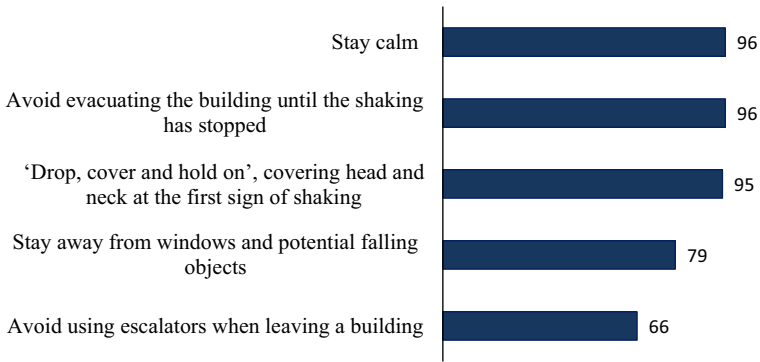 Stay calm
96
Avoid evacuating the building until the shaking
has stopped
96
‘Drop, cover and hold on’, covering head and
neck at the first sign of shaking
95
Stay away from windows and potential falling
objects
79
Avoid using escalators when leaving a building
66